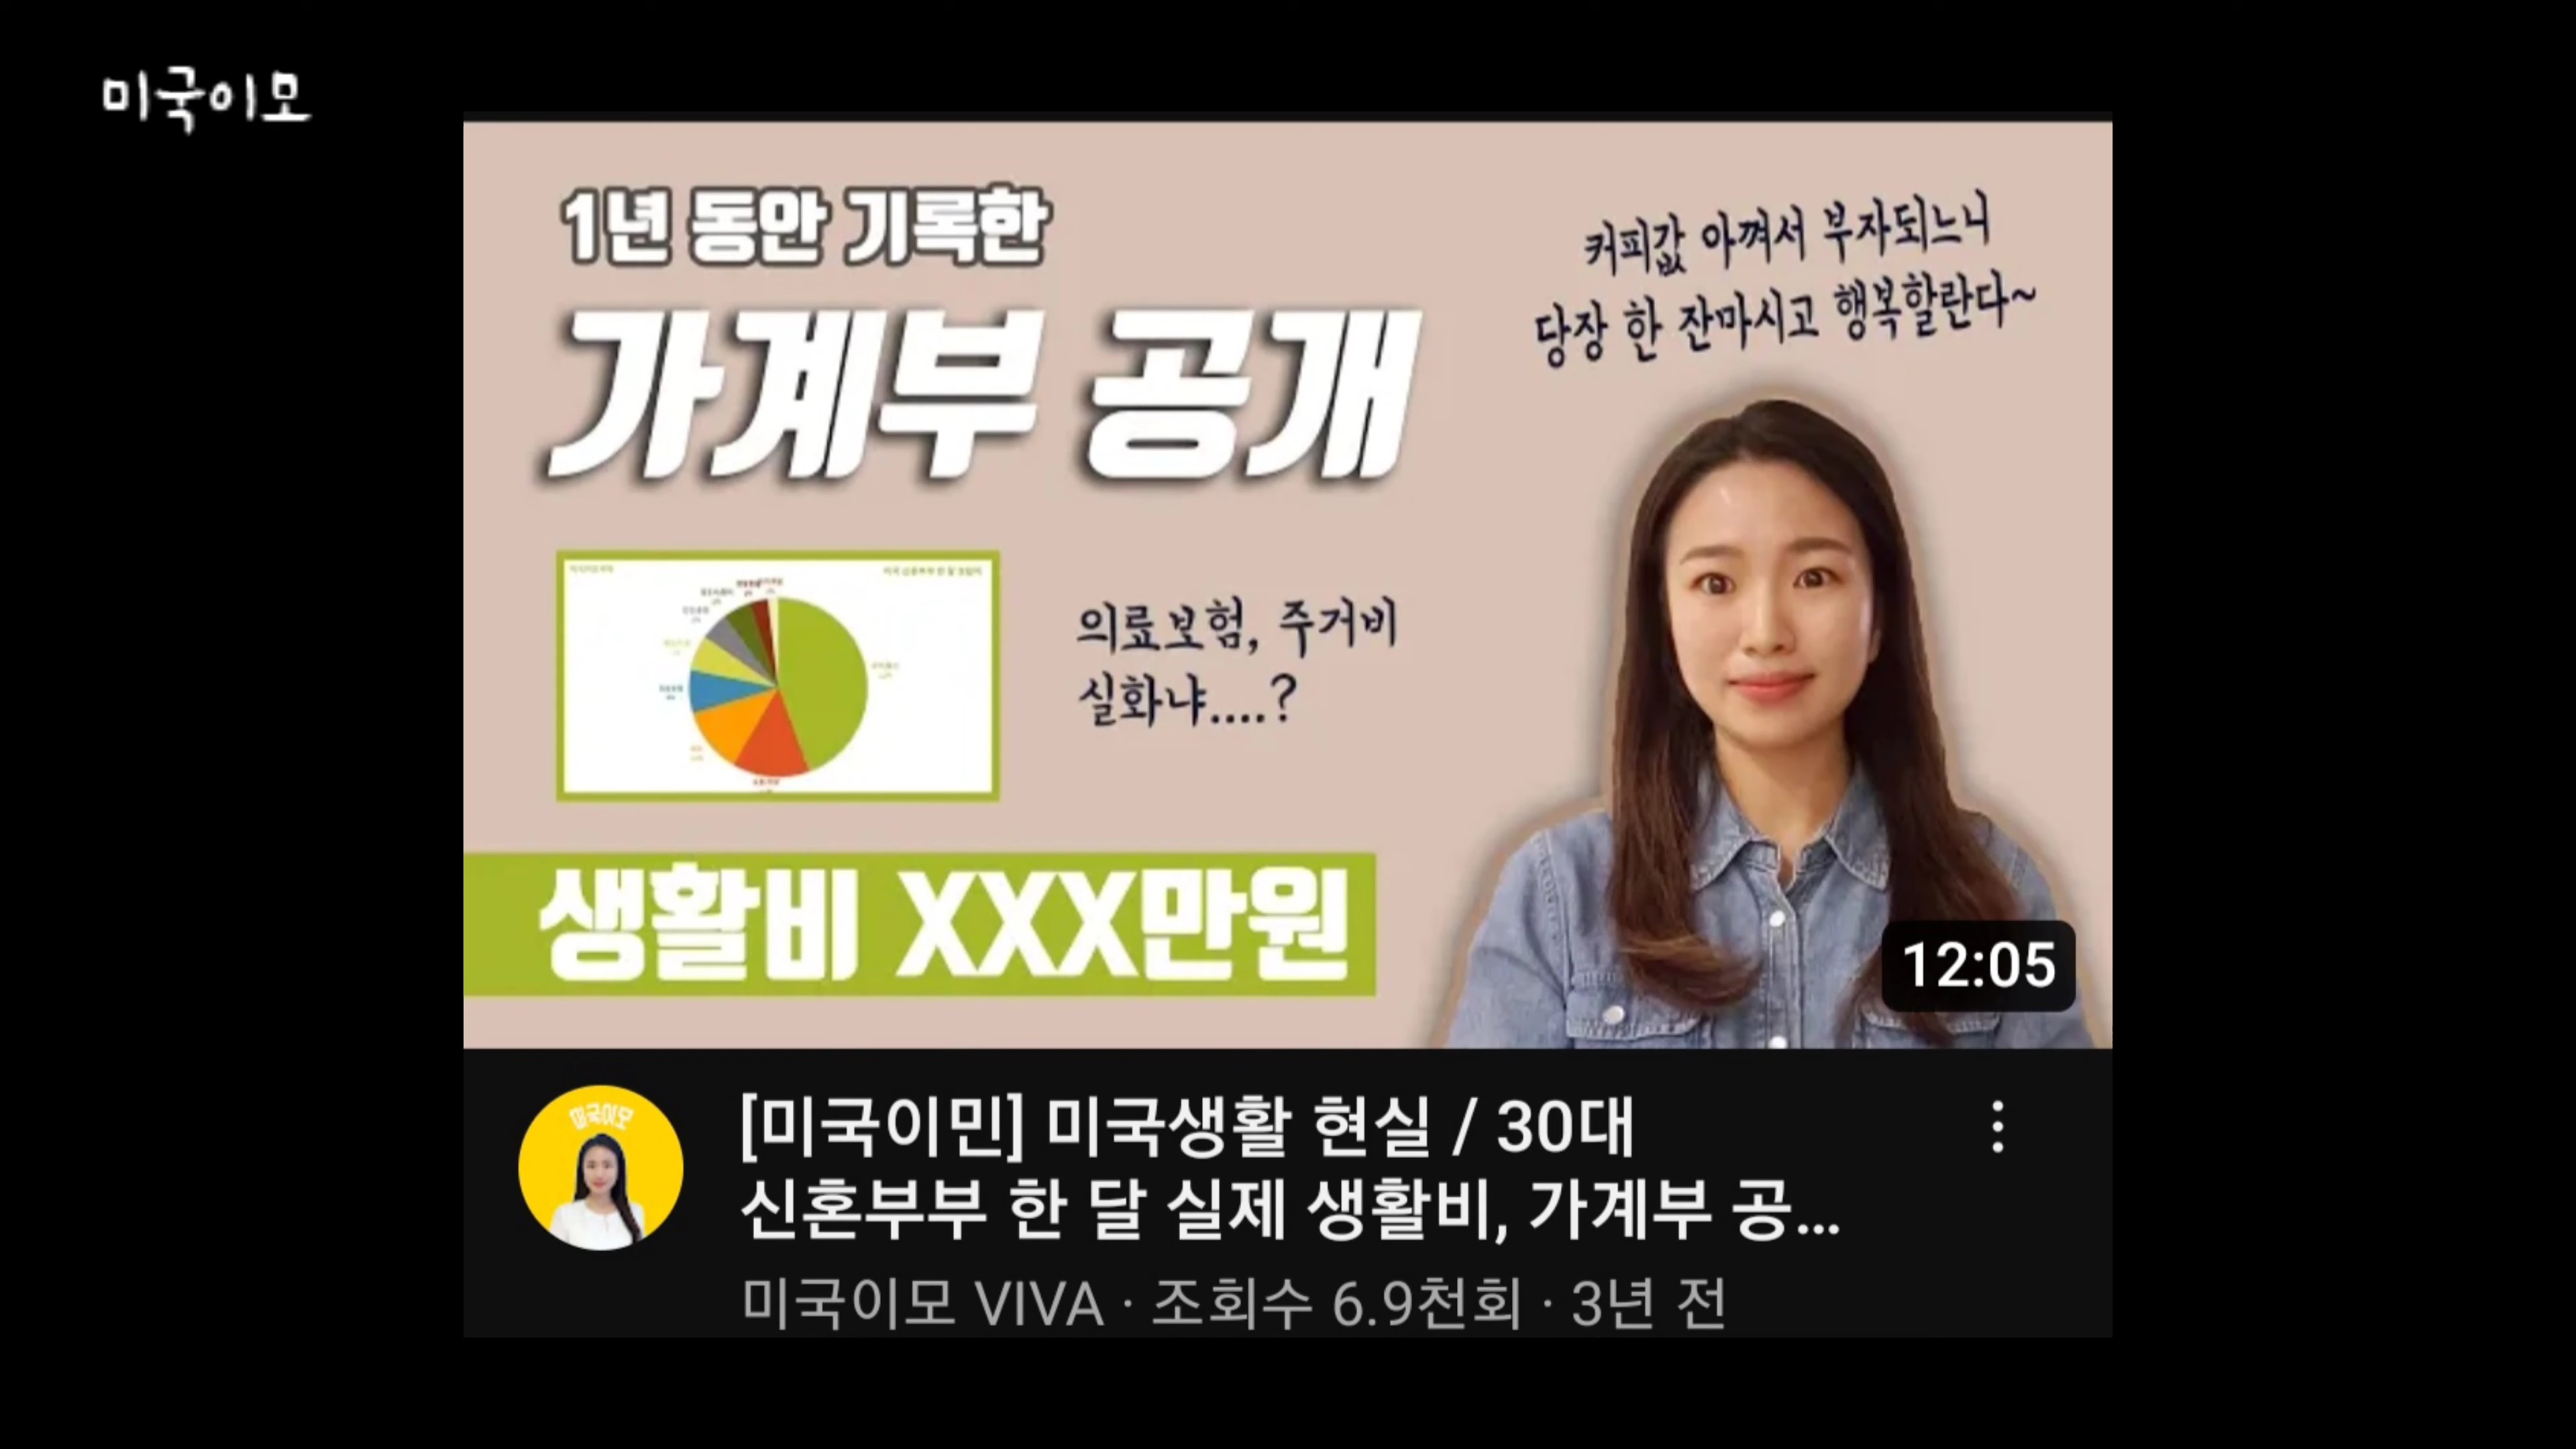 미국이모
1년 동안 기록한
가계부 공개
커피값 아껴서 부자되느니
당장 한 잔마시고 행복할란다~
의료보험, 주거비
실화냐....?
생활비 XXX만원
12:05
미국이모
[미국이민] 미국생활 현실 / 30대
신혼부부 한 달 실제 생활비, 가계부 공...
미국이모 VIVA · 조회수 6.9천회 · 3년 전